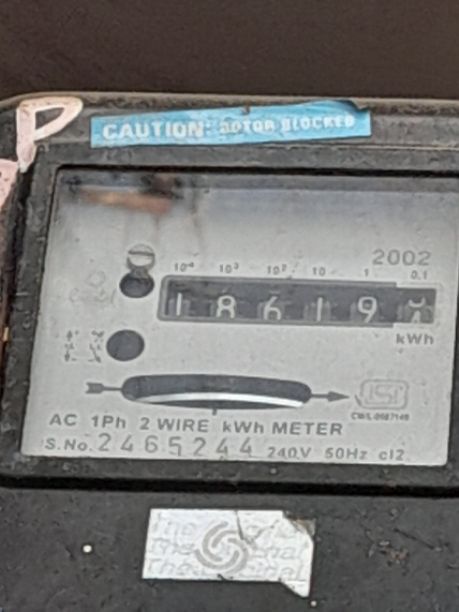 CAUTION: ROTOR BLOCKED
2002
10⁴ 10³ 10² 10 1 0.1
1 8 6 1 9
kWh
ISI
AC 1Ph 2 WIRE kWh METER
S.No. 2465244 240V 50Hz cl2